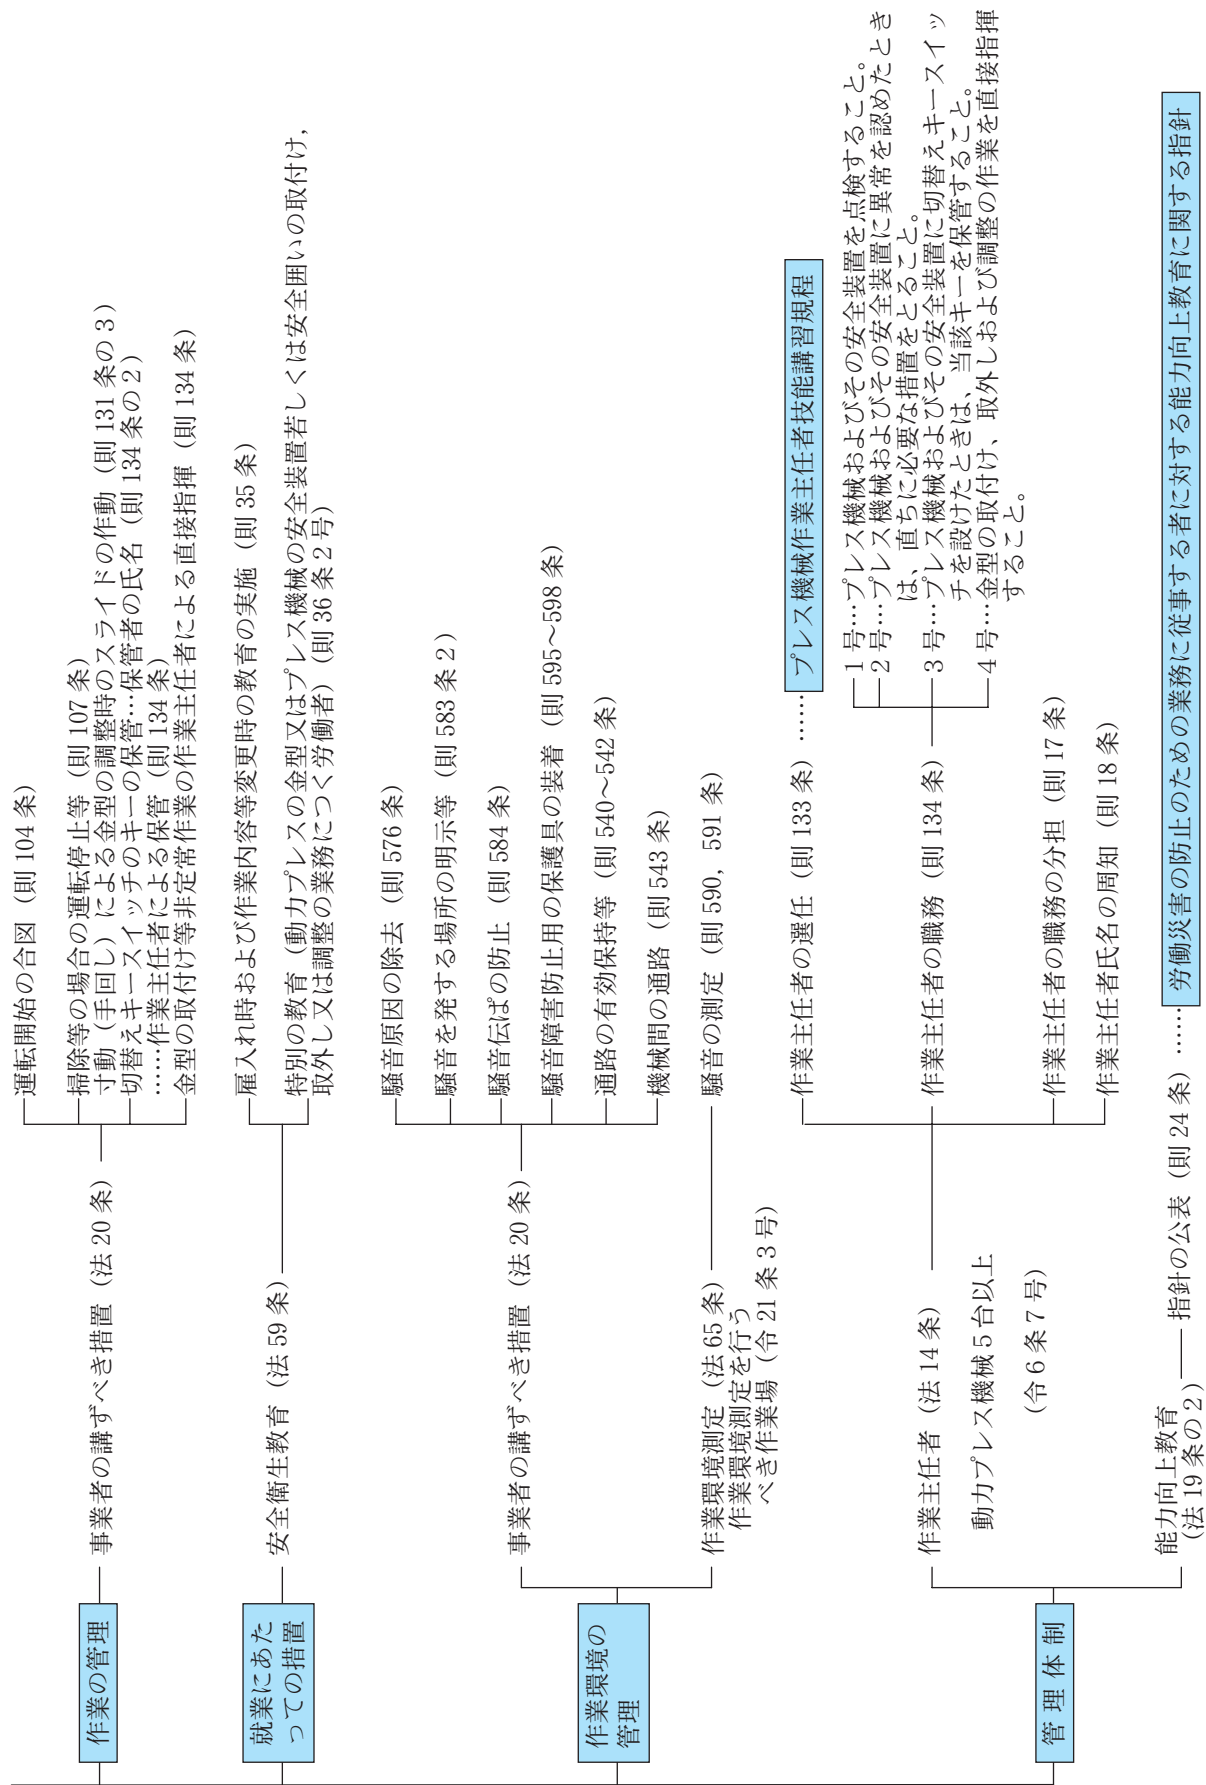 作業の管理
事業者の講ずべき措置（法 20 条）
運転開始の合図（則 104 条）
掃除等の場合の運転停止等（則 107 条）
寸動（手回し）による金型の調整時のスライドの作動（則 131 条の 3）
切替えキースイッチのキーの保管…保管者の氏名（則 134 条の 2）
……作業主任者による保管（則 134 条）
金型の取付け等非定常作業の作業主任者による直接指揮（則 134 条）
就業にあた
っての措置
安全衛生教育（法 59 条）
雇入れ時および作業内容等変更時の教育の実施（則 35 条）
特別の教育（動力プレスの金型又はプレス機械の安全装置若しくは安全囲いの取付け，
取外し又は調整の業務につく労働者）（則 36 条 2 号）
作業環境の
管理
事業者の講ずべき措置（法 20 条）
騒音原因の除去（則 576 条）
騒音を発する場所の明示等（則 583 条 2）
騒音伝ぱの防止（則 584 条）
騒音障害防止用の保護具の装着（則 595～598 条）
通路の有効保持等（則 540～542 条）
機械間の通路（則 543 条）
作業環境測定（法 65 条）
作業環境測定を行う
べき作業場（令 21 条 3 号）
騒音の測定（則 590，591 条）
管 理 体 制
作業主任者（法 14 条）
動力プレス機械 5 台以上
（令 6 条 7 号）
作業主任者の選任（則 133 条）
……プレス機械作業主任者技能講習規程
作業主任者の職務（則 134 条）
1 号…プレス機械およびその安全装置を点検すること。
2 号…プレス機械およびその安全装置に異常を認めたとき
は、直ちに必要な措置をとること。
3 号…プレス機械およびその安全装置に切替えキースイッ
チを設けたときは、当該キーを保管すること。
4 号…金型の取付け、取外しおよび調整の作業を直接指揮
すること。
作業主任者の職務の分担（則 17 条）
作業主任者氏名の周知（則 18 条）
能力向上教育
（法 19 条の 2）
指針の公表（則 24 条）
……労働災害の防止のための業務に従事する者に対する能力向上教育に関する指針